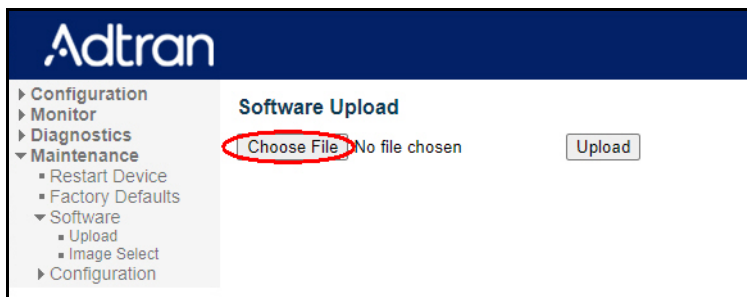 Adtran
Configuration
Monitor
Diagnostics
Maintenance
Restart Device
Factory Defaults
Software
Upload
Image Select
Configuration
Software Upload
Choose File No file chosen Upload